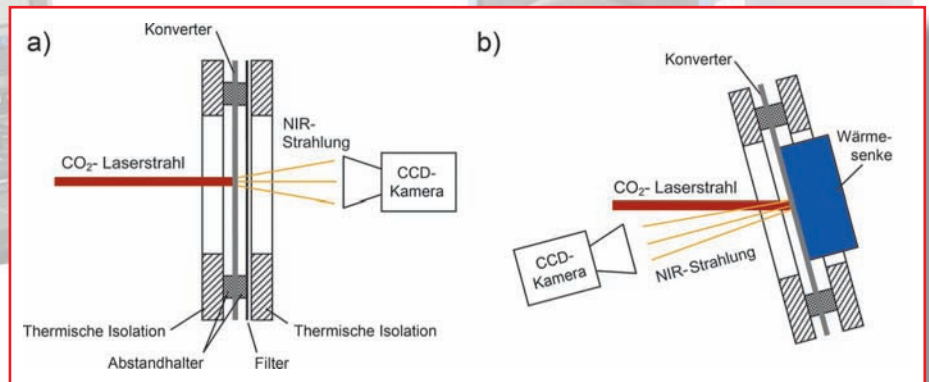 a)
Konverter
NIR-
Strahlung
CO₂- Laserstrahl
CCD-
Kamera
Thermische Isolation
Thermische Isolation
Abstandhalter
Filter
b)
Konverter
Wärme-
senke
CO₂- Laserstrahl
CCD-
Kamera
NIR-Strahlung